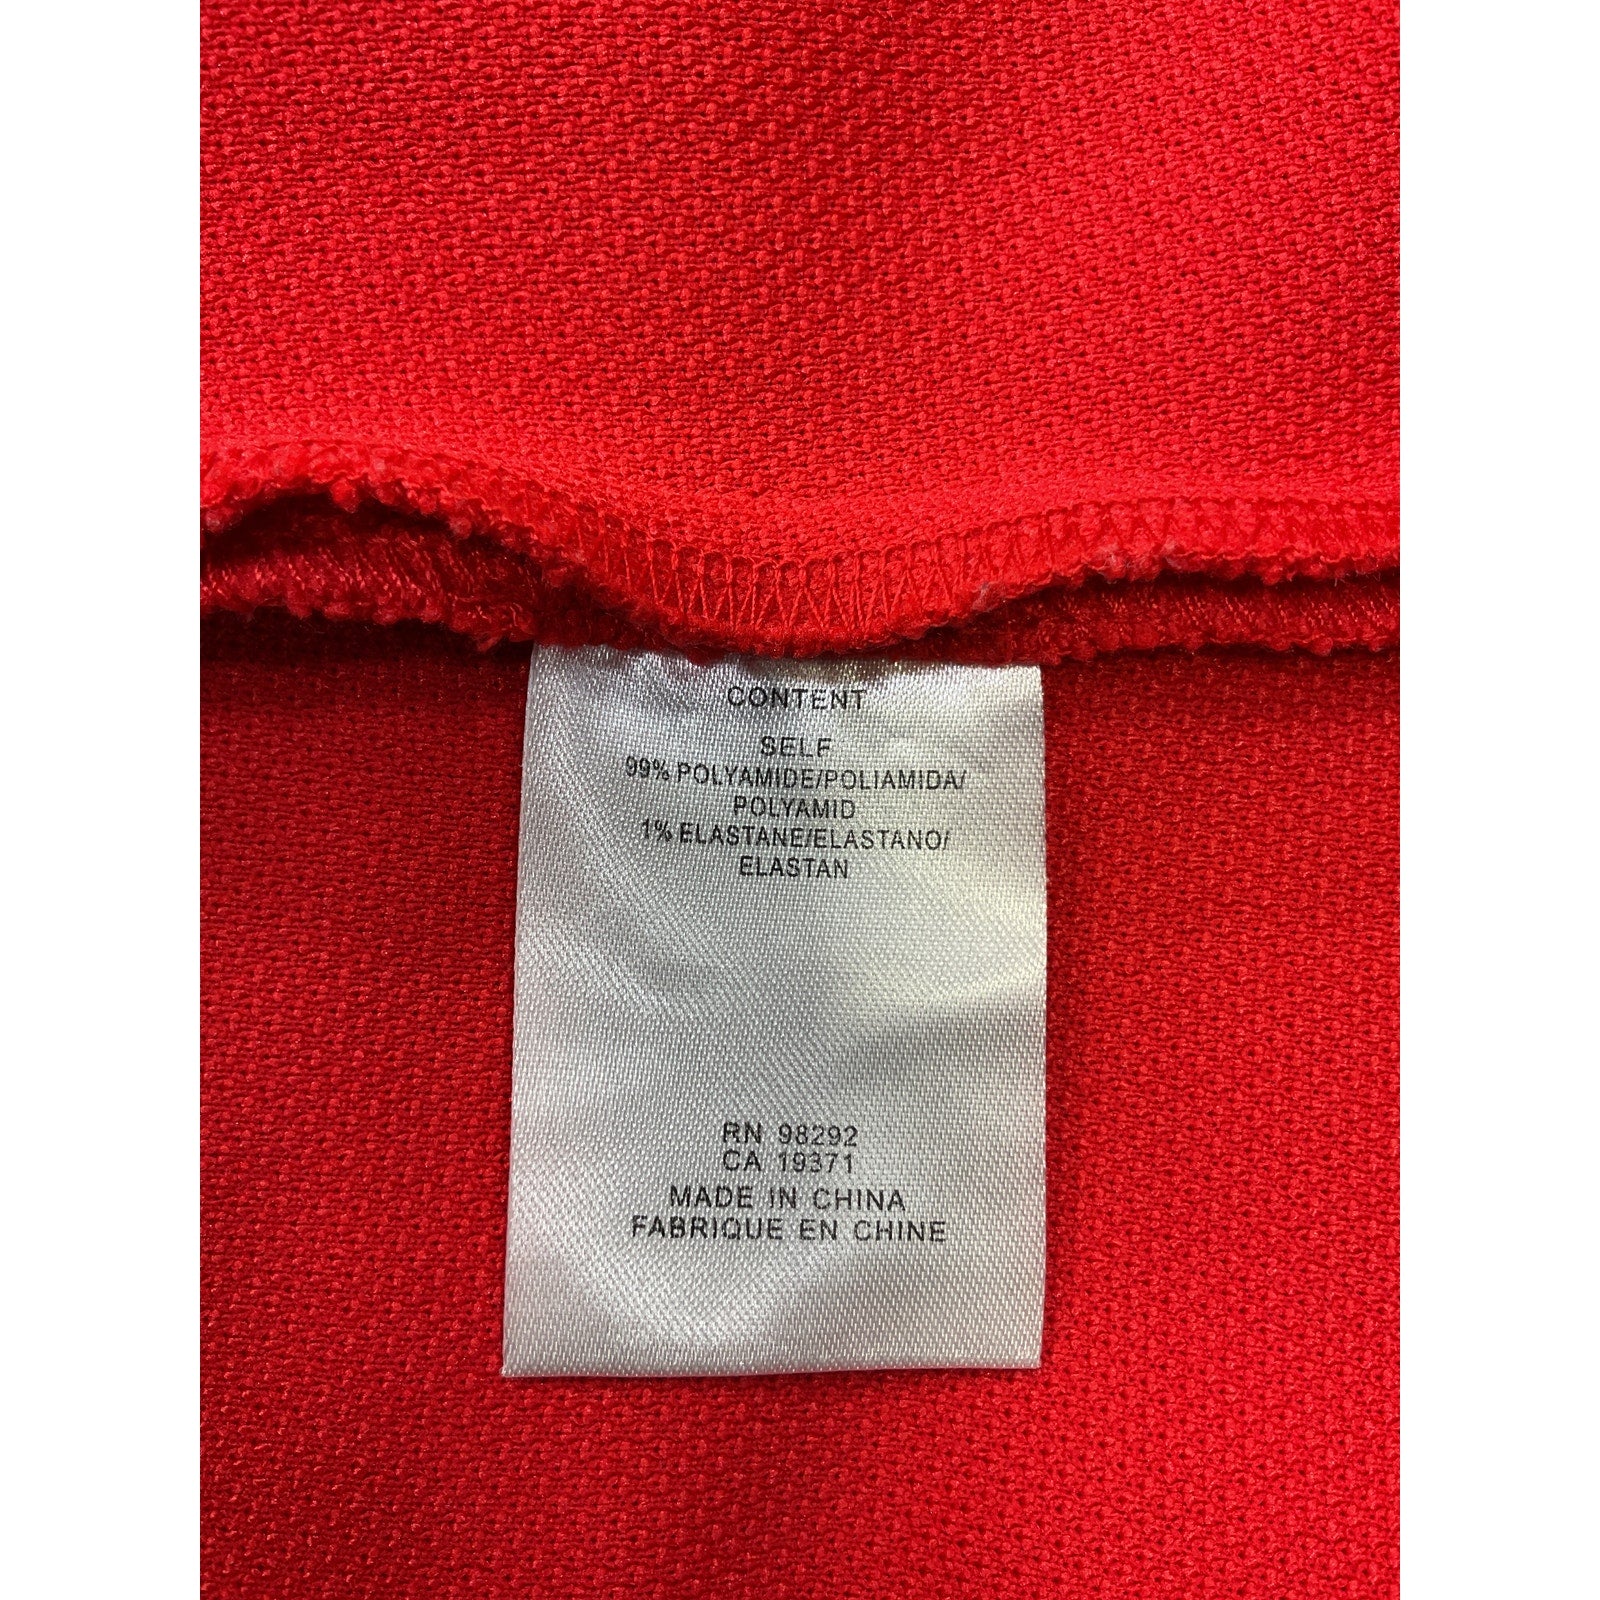 CONTENT
SELF
99% POLYAMIDE/POLIAMIDA/
POLYAMID
1% ELASTANE/ELASTANO/
ELASTAN
RN 98292
CA 19371
MADE IN CHINA
FABRIQUE EN CHINE